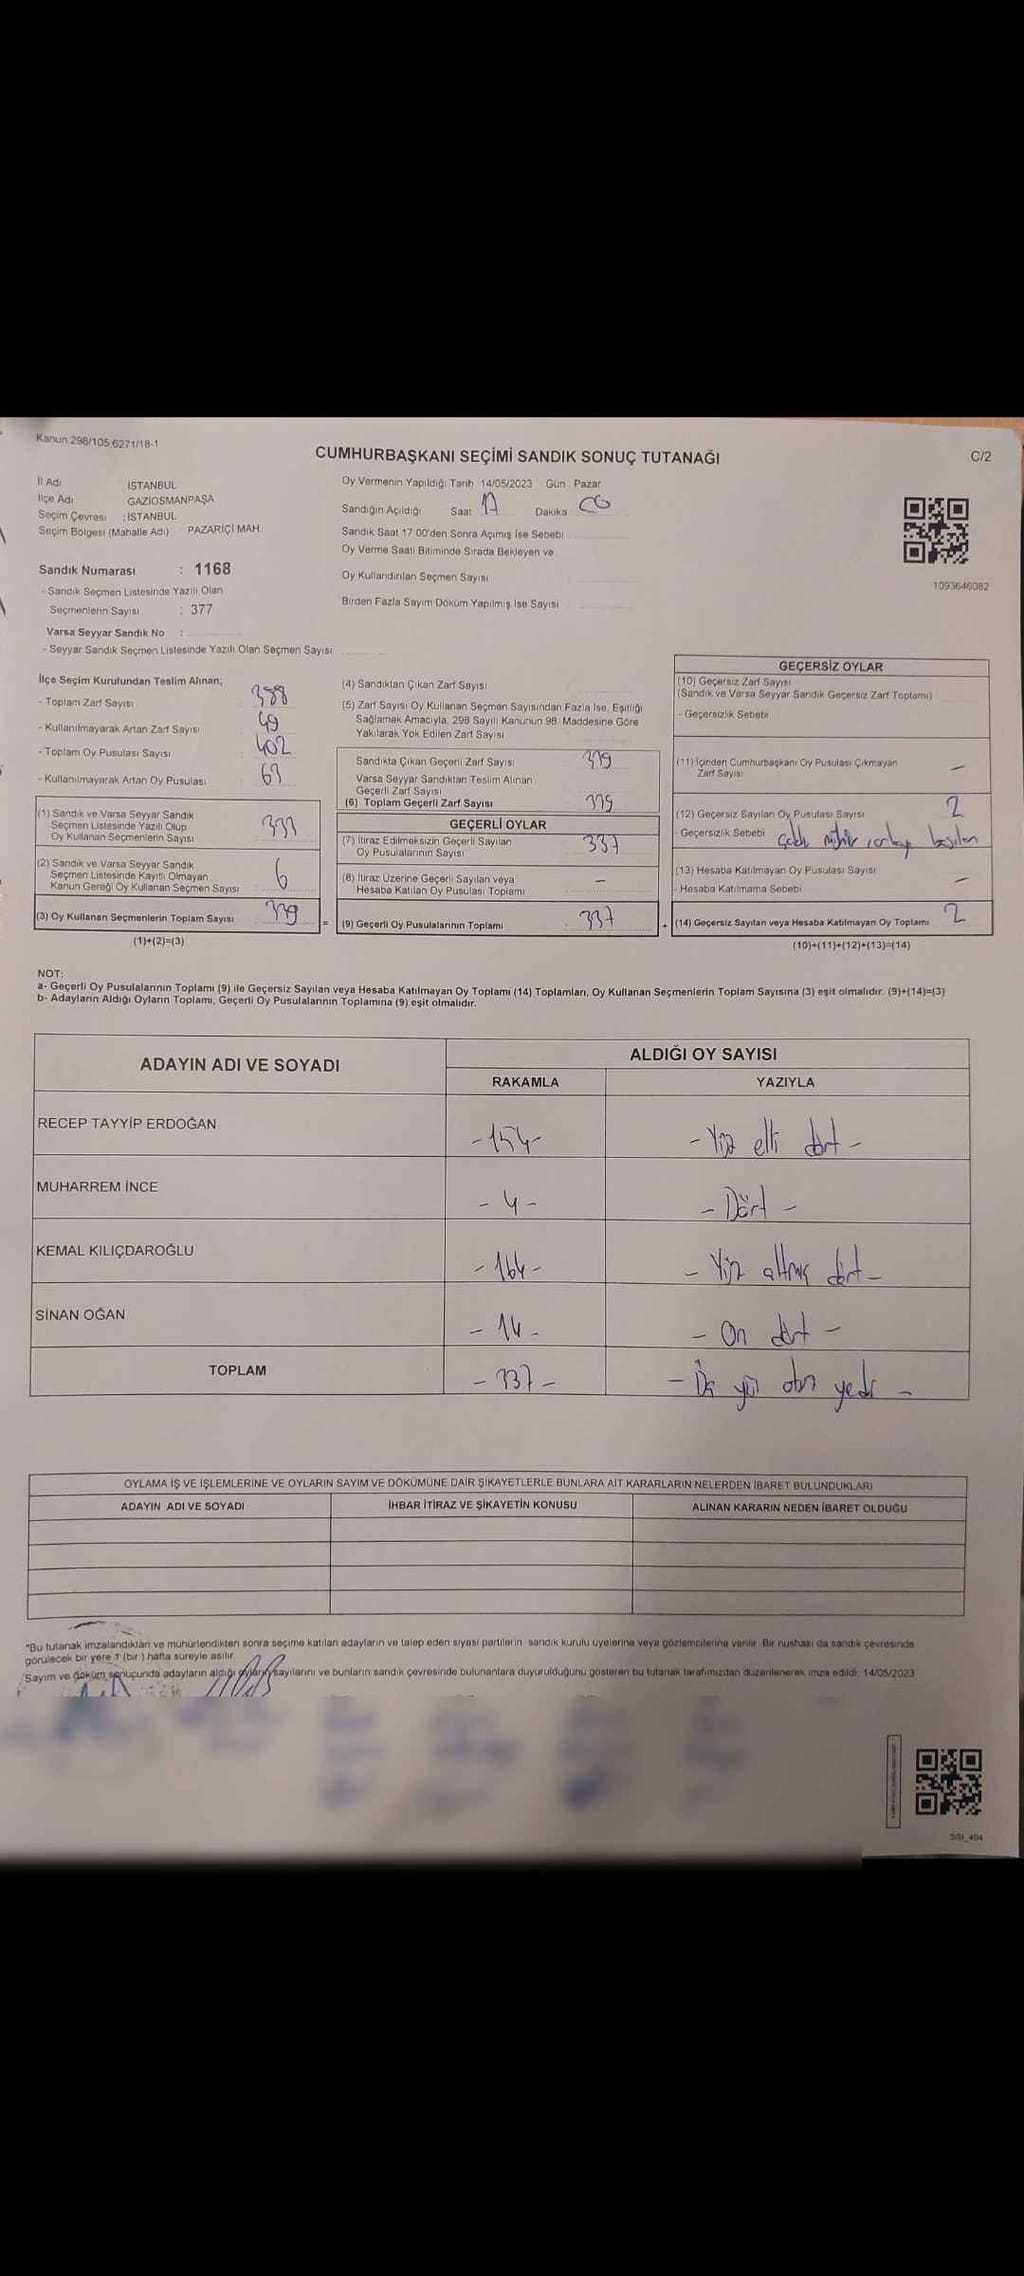 Kanun:298/105,6271/18-1
CUMHURBAŞKANI SEÇİMİ SANDIK SONUÇ TUTANAĞI
C/2
İl Adı İSTANBUL
İlçe Adı GAZİOSMANPAŞA
Seçim Çevresi : İSTANBUL
Seçim Bölgesi (Mahalle Adı) PAZARİÇİ MAH.
Oy Vermenin Yapıldığı Tarih 14/05/2023 Gün Pazar
Sandığın Açıldığı Saat 17 Dakika 00
Sandık Saat 17:00'den Sonra Açımış İse Sebebi
Oy Verme Saati Bitiminde Sırada Bekleyen ve
Oy Kullandırılan Seçmen Sayısı
Birden Fazla Sayım Döküm Yapılmış İse Sayısı
1093646082
Sandık Numarası : 1168
- Sandık Seçmen Listesinde Yazılı Olan
Seçmenlerin Sayısı : 377
Varsa Seyyar Sandık No :
- Seyyar Sandık Seçmen Listesinde Yazılı Olan Seçmen Sayısı
İlçe Seçim Kurulundan Teslim Alınan;
- Toplam Zarf Sayısı 388
- Kullanılmayarak Artan Zarf Sayısı 49
- Toplam Oy Pusulası Sayısı 402
- Kullanılmayarak Artan Oy Pusulası 63
(1) Sandık ve Varsa Seyyar Sandık
Seçmen Listesinde Yazılı Olup
Oy Kullanan Seçmenlerin Sayısı 333
(2) Sandık ve Varsa Seyyar Sandık
Seçmen Listesinde Kayıtlı Olmayan
Kanun Gereği Oy Kullanan Seçmen Sayısı 6
(3) Oy Kullanan Seçmenlerin Toplam Sayısı 339
(1)+(2)=(3)
(4) Sandıktan Çıkan Zarf Sayısı
(5) Zarf Sayısı Oy Kullanan Seçmen Sayısından Fazla İse, Eşitliği
Sağlamak Amacıyla, 298 Sayılı Kanunun 98. Maddesine Göre
Yakılarak Yok Edilen Zarf Sayısı
Sandıkta Çıkan Geçerli Zarf Sayısı 339
Varsa Seyyar Sandıktan Teslim Alınan
Geçerli Zarf Sayısı
(6) Toplam Geçerli Zarf Sayısı 339
GEÇERLİ OYLAR
(7) İtiraz Edilmeksizin Geçerli Sayılan
Oy Pusulalarının Sayısı 337
(8) İtiraz Üzerine Geçerli Sayılan veya
Hesaba Katılan Oy Pusulası Toplamı -
= (9) Geçerli Oy Pusulalarının Toplamı 337
GEÇERSİZ OYLAR
(10) Geçersiz Zarf Sayısı
(Sandık ve Varsa Seyyar Sandık Geçersiz Zarf Toplamı)
- Geçersizlik Sebebi
(11) İçinden Cumhurbaşkanı Oy Pusulası Çıkmayan
Zarf Sayısı -
(12) Geçersiz Sayılan Oy Pusulası Sayısı 2
- Geçersizlik Sebebi basılan
(13) Hesaba Katılmayan Oy Pusulası Sayısı -
- Hesaba Katılmama Sebebi
+ (14) Geçersiz Sayılan veya Hesaba Katılmayan Oy Toplamı 2
(10)+(11)+(12)+(13)=(14)
NOT:
a- Geçerli Oy Pusulalarının Toplamı (9) ile Geçersiz Sayılan veya Hesaba Katılmayan Oy Toplamı (14) Toplamları, Oy Kullanan Seçmenlerin Toplam Sayısına (3) eşit olmalıdır. (9)+(14)=(3)
b- Adayların Aldığı Oyların Toplamı, Geçerli Oy Pusulalarının Toplamına (9) eşit olmalıdır.
ADAYIN ADI VE SOYADI ALDIĞI OY SAYISI
RAKAMLA YAZIYLA
RECEP TAYYİP ERDOĞAN -154- -Yüz elli dört-
MUHARREM İNCE -4- -Dört-
KEMAL KILIÇDAROĞLU -164- -Yüz altmış dört-
SİNAN OĞAN -14- -On dört-
TOPLAM -337- -Üç yüz otuz yedi-
OYLAMA İŞ VE İŞLEMLERİNE VE OYLARIN SAYIM VE DÖKÜMÜNE DAİR ŞİKAYETLERLE BUNLARA AİT KARARLARIN NELERDEN İBARET BULUNDUKLARI
ADAYIN ADI VE SOYADI İHBAR İTİRAZ VE ŞİKAYETİN KONUSU ALINAN KARARIN NEDEN İBARET OLDUĞU
*Bu tutanak imzalandıktan ve mühürlendikten sonra seçime katılan adayların ve talep eden siyasi partilerin sandık kurulu üyelerine veya gözlemcilerine verilir. Bir nüshası da sandık çevresinde
görülecek bir yere 1 (bir) hafta süreyle asılır.
Sayım ve döküm sonucunda adayların aldığı oyların sayılarını ve bunların sandık çevresinde bulunanlara duyurulduğunu gösteren bu tutanak tarafımızdan düzenlenerek imza edildi. 14/05/2023